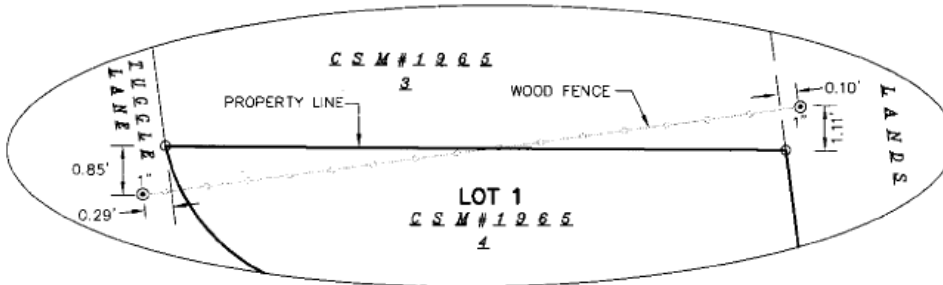 C S M # 1 9 6 5
3
TUGGLE
LANE
PROPERTY LINE
WOOD FENCE
0.10'
1"
1.11'
LANDS
0.85'
1"
0.29'
LOT 1
C S M # 1 9 6 5
4